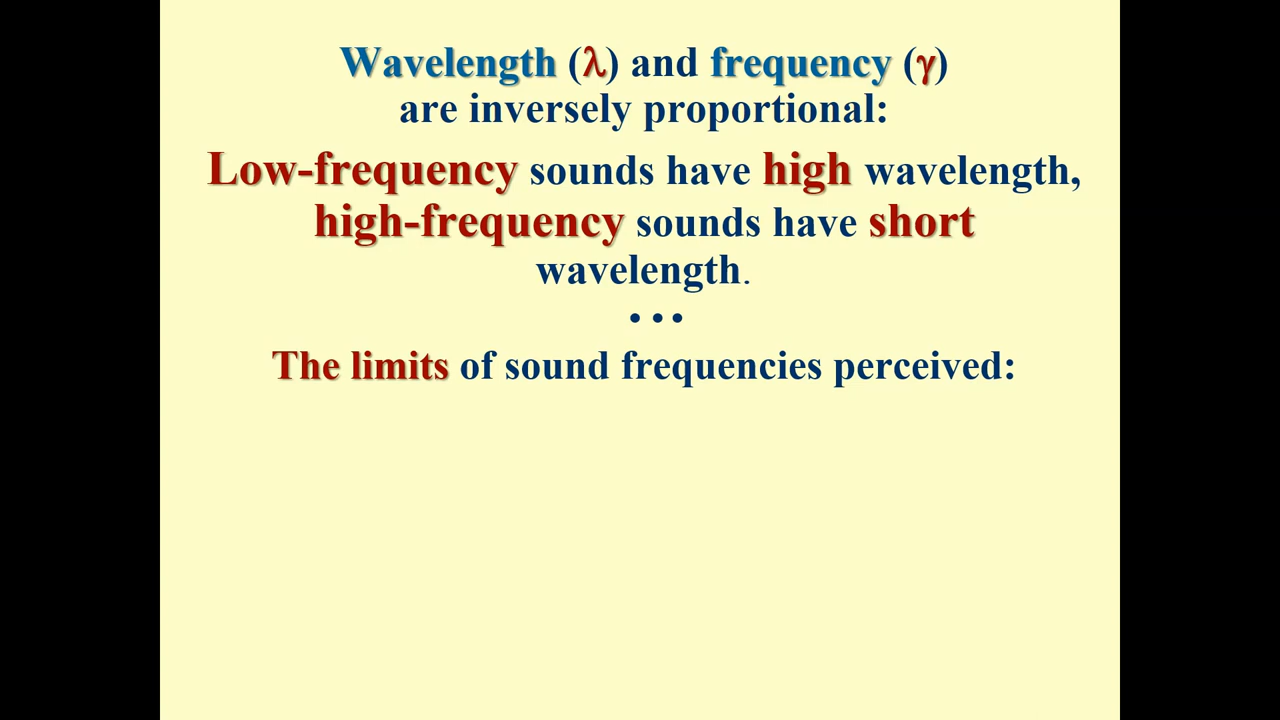 Wavelength (λ) and frequency (γ)
are inversely proportional:
Low-frequency sounds have high wavelength,
high-frequency sounds have short
wavelength.
...
The limits of sound frequencies perceived: